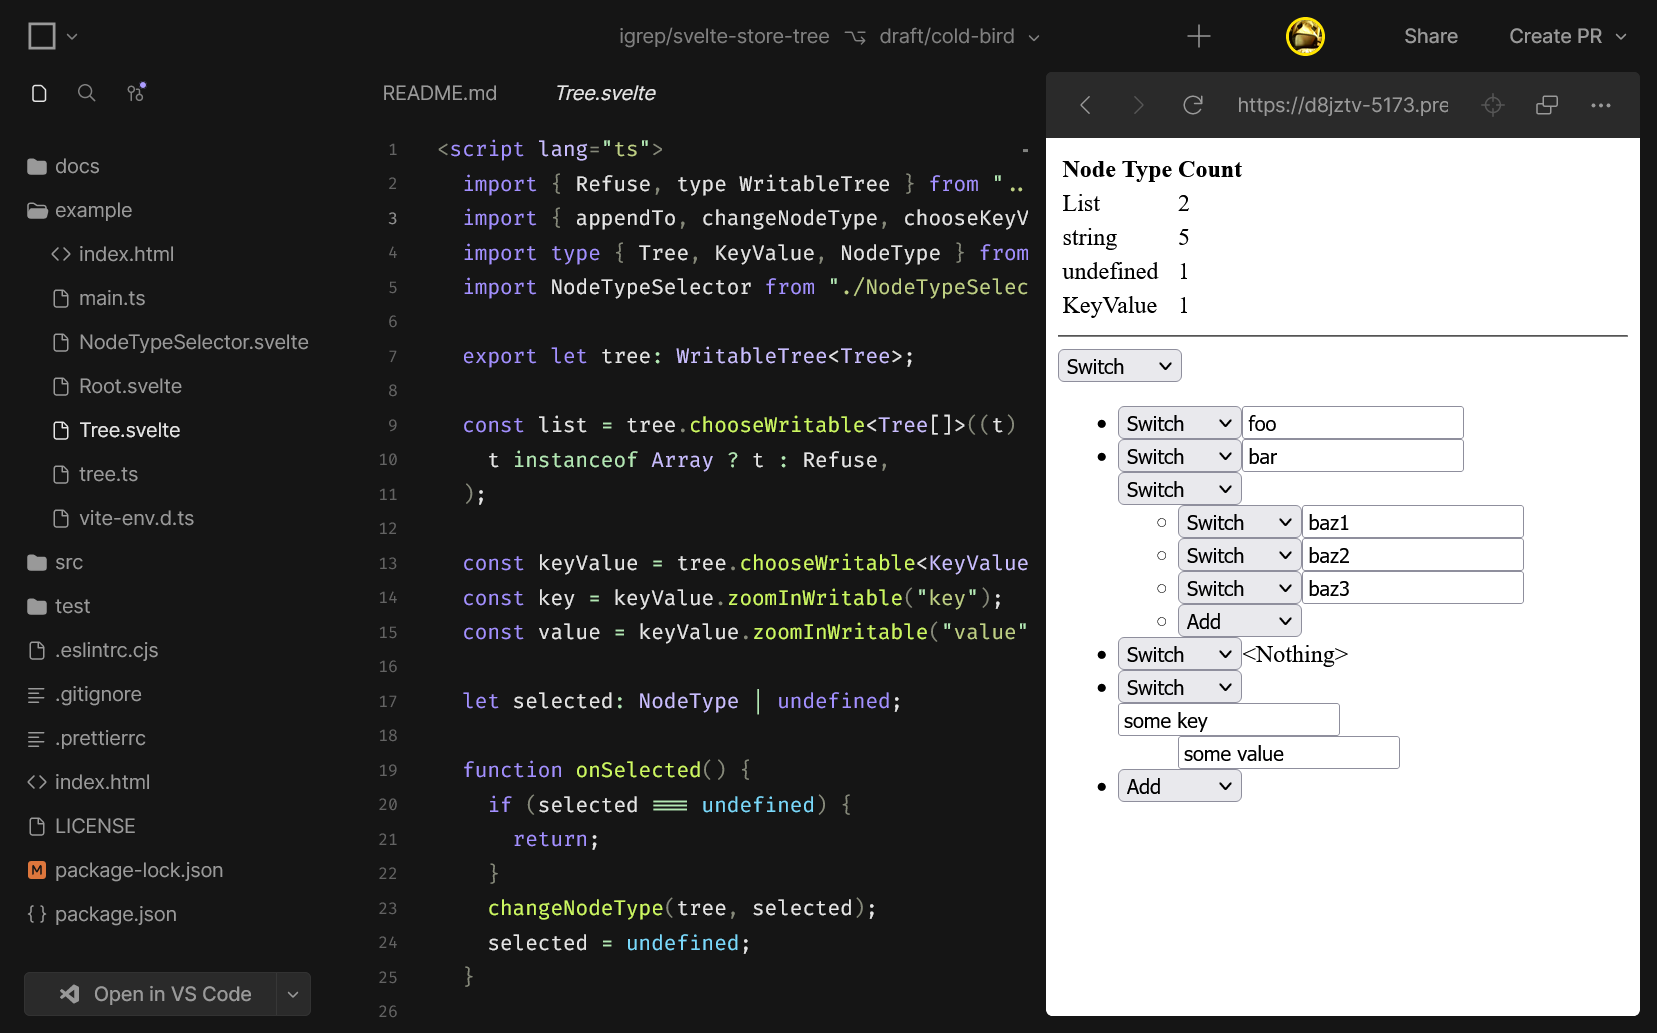 igrep/svelte-store-tree draft/cold-bird
Share
Create PR
docs
example
index.html
main.ts
NodeTypeSelector.svelte
Root.svelte
Tree.svelte
tree.ts
vite-env.d.ts
src
test
.eslintrc.cjs
.gitignore
.prettierrc
index.html
LICENSE
M package-lock.json
{} package.json
Open in VS Code
README.md Tree.svelte
1 <script lang="ts">
2 import { Refuse, type WritableTree } from "..
3 import { appendTo, changeNodeType, chooseKeyV
4 import type { Tree, KeyValue, NodeType } from
5 import NodeTypeSelector from "./NodeTypeSelec
6
7 export let tree: WritableTree<Tree>;
8
9 const list = tree.chooseWritable<Tree[]>((t)
10 t instanceof Array ? t : Refuse,
11 );
12
13 const keyValue = tree.chooseWritable<KeyValue
14 const key = keyValue.zoomInWritable("key");
15 const value = keyValue.zoomInWritable("value"
16
17 let selected: NodeType | undefined;
18
19 function onSelected() {
20 if (selected === undefined) {
21 return;
22 }
23 changeNodeType(tree, selected);
24 selected = undefined;
25 }
26
https://d8jztv-5173.pre
Node Type Count
List 2
string 5
undefined 1
KeyValue 1
Switch
Switch foo
Switch bar
Switch
Switch baz1
Switch baz2
Switch baz3
Add
Switch <Nothing>
Switch
some key
some value
Add